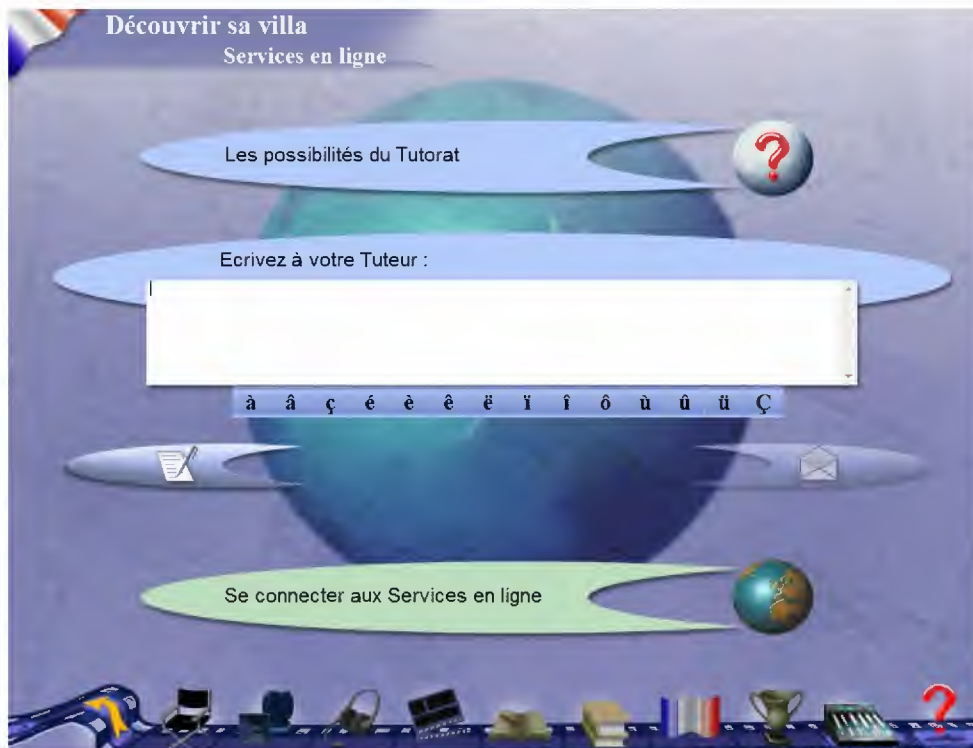 Découvrir sa villa
Services en ligne
Les possibilités du Tutorat
?
Ecrivez à votre Tuteur :
à â ç é è ê ë ï î ô ù û ü Ç
Se connecter aux Services en ligne
?